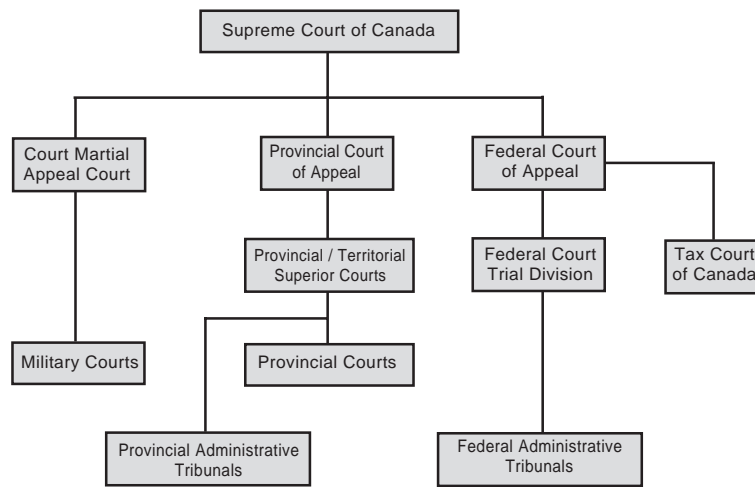 Supreme Court of Canada
Court Martial
Appeal Court
Provincial Court
of Appeal
Federal Court
of Appeal
Provincial / Territorial
Superior Courts
Federal Court
Trial Division
Tax Court
of Canada
Military Courts
Provincial Courts
Provincial Administrative
Tribunals
Federal Administrative
Tribunals